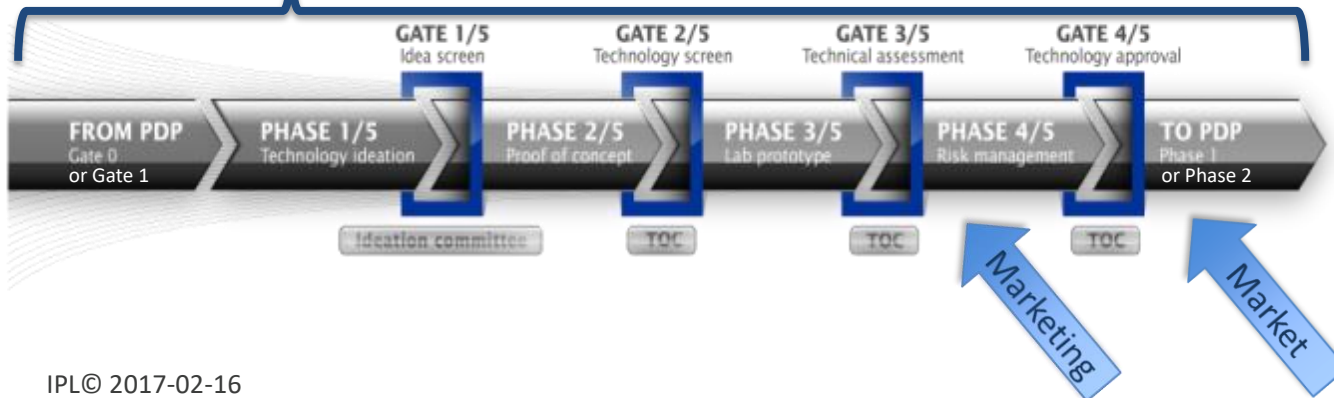 GATE 1/5
Idea screen
GATE 2/5
Technology screen
GATE 3/5
Technical assessment
GATE 4/5
Technology approval
FROM PDP
Gate 0
or Gate 1
PHASE 1/5
Technology ideation
PHASE 2/5
Proof of concept
PHASE 3/5
Lab prototype
PHASE 4/5
Risk management
TO PDP
Phase 1
or Phase 2
Ideation committee
TOC
TOC
TOC
Marketing
Market
IPL© 2017-02-16